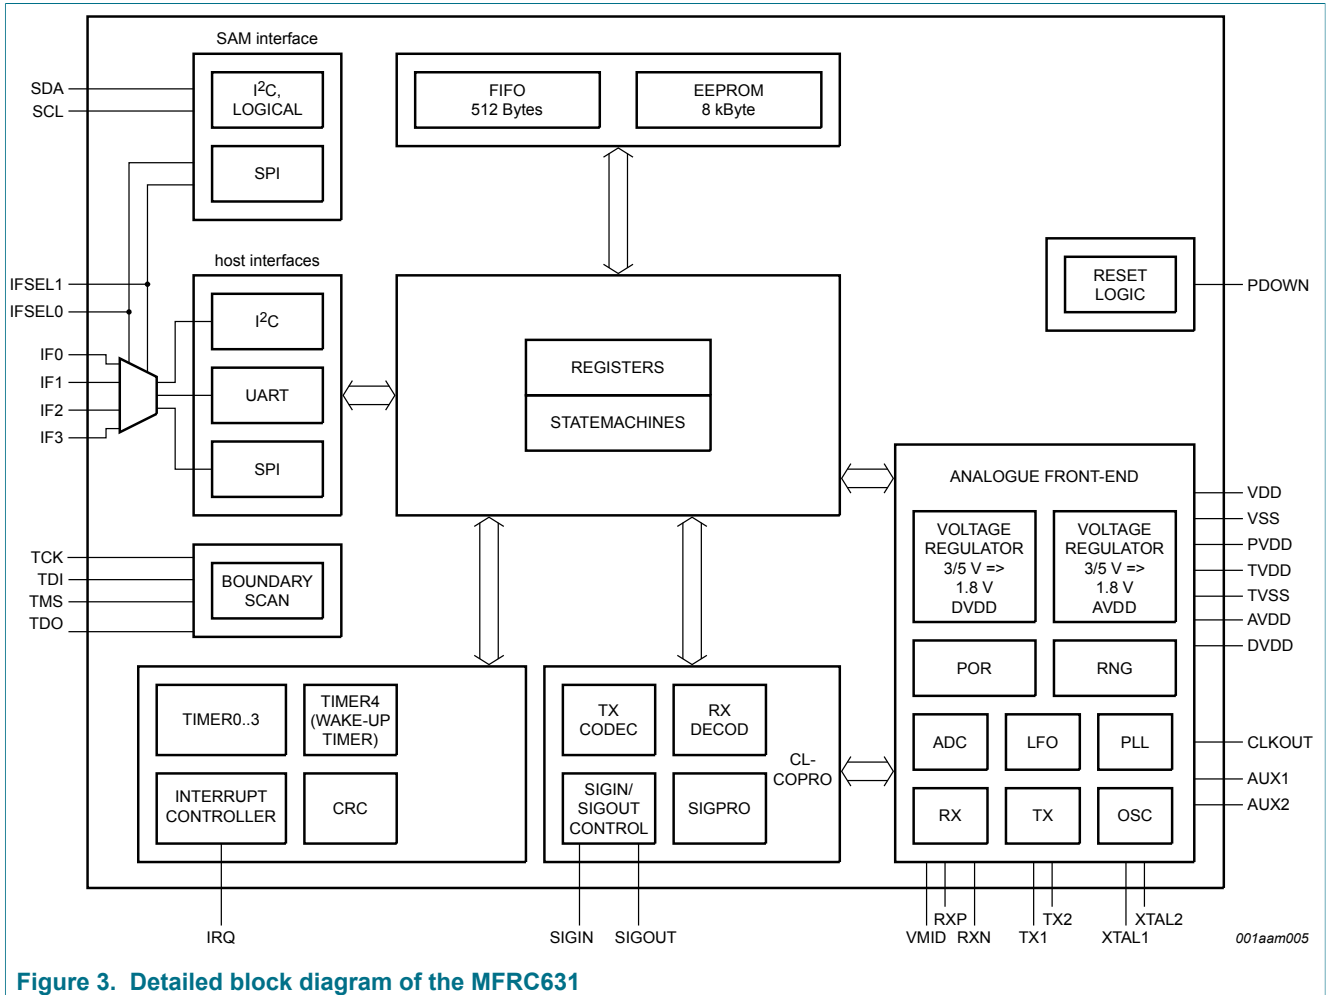 SAM interface
SDA
SCL
I²C,
LOGICAL
SPI
FIFO
512 Bytes
EEPROM
8 kByte
host interfaces
IFSEL1
IFSEL0
IF0
IF1
IF2
IF3
I²C
UART
SPI
REGISTERS
STATEMACHINES
RESET
LOGIC
PDOWN
TCK
TDI
TMS
TDO
BOUNDARY
SCAN
ANALOGUE FRONT-END
VOLTAGE
REGULATOR
3/5 V =>
1.8 V
DVDD
VOLTAGE
REGULATOR
3/5 V =>
1.8 V
AVDD
POR
RNG
ADC
LFO
PLL
RX
TX
OSC
VDD
VSS
PVDD
TVDD
TVSS
AVDD
DVDD
CLKOUT
AUX1
AUX2
TIMER0..3
TIMER4
(WAKE-UP
TIMER)
INTERRUPT
CONTROLLER
CRC
TX
CODEC
RX
DECOD
SIGIN/
SIGOUT
CONTROL
SIGPRO
CL-
COPRO
IRQ
SIGIN
SIGOUT
VMID
RXP
RXN
TX1
TX2
XTAL1
XTAL2
001aam005
Figure 3. Detailed block diagram of the MFRC631